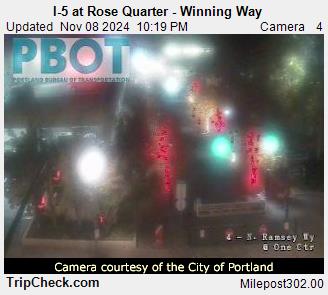 I-5 at Rose Quarter - Winning Way
Updated Nov 08 2024 10:19 PM Camera 4
PBOT
PORTLAND BUREAU OF TRANSPORTATION
4 - N. Ramsey Wy
@ One Ctr
Camera courtesy of the City of Portland
TripCheck.com Milepost302.00